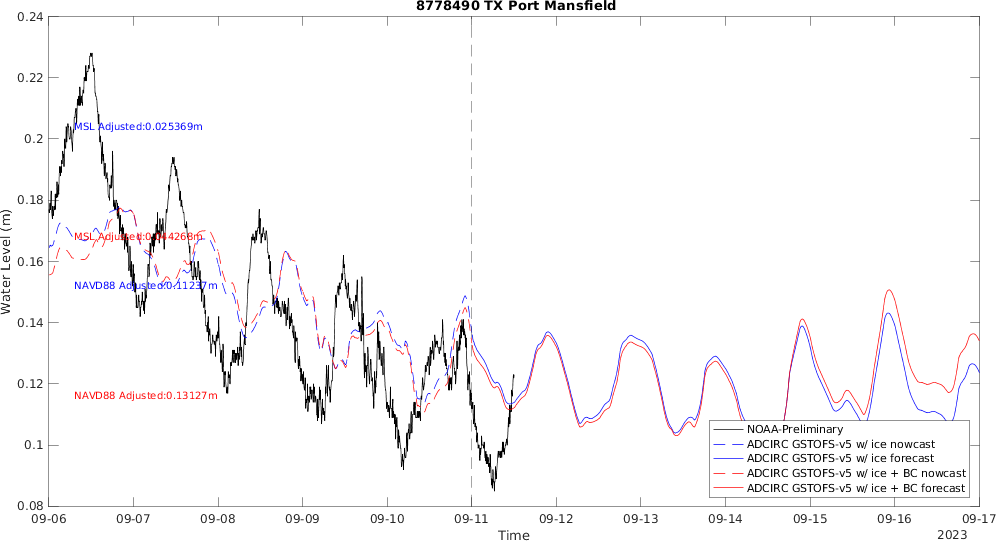 8778490 TX Port Mansfield
0.24
0.22
0.2
0.18
0.16
0.14
0.12
0.1
0.08
Water Level (m)
MSL Adjusted:0.025369m
MSL Adjusted:0.044268m
NAVD88 Adjusted:0.11237m
NAVD88 Adjusted:0.13127m
NOAA-Preliminary
ADCIRC GSTOFS-v5 w/ ice nowcast
ADCIRC GSTOFS-v5 w/ ice forecast
ADCIRC GSTOFS-v5 w/ ice + BC nowcast
ADCIRC GSTOFS-v5 w/ ice + BC forecast
09-06 09-07 09-08 09-09 09-10 09-11 09-12 09-13 09-14 09-15 09-16 09-17
Time
2023